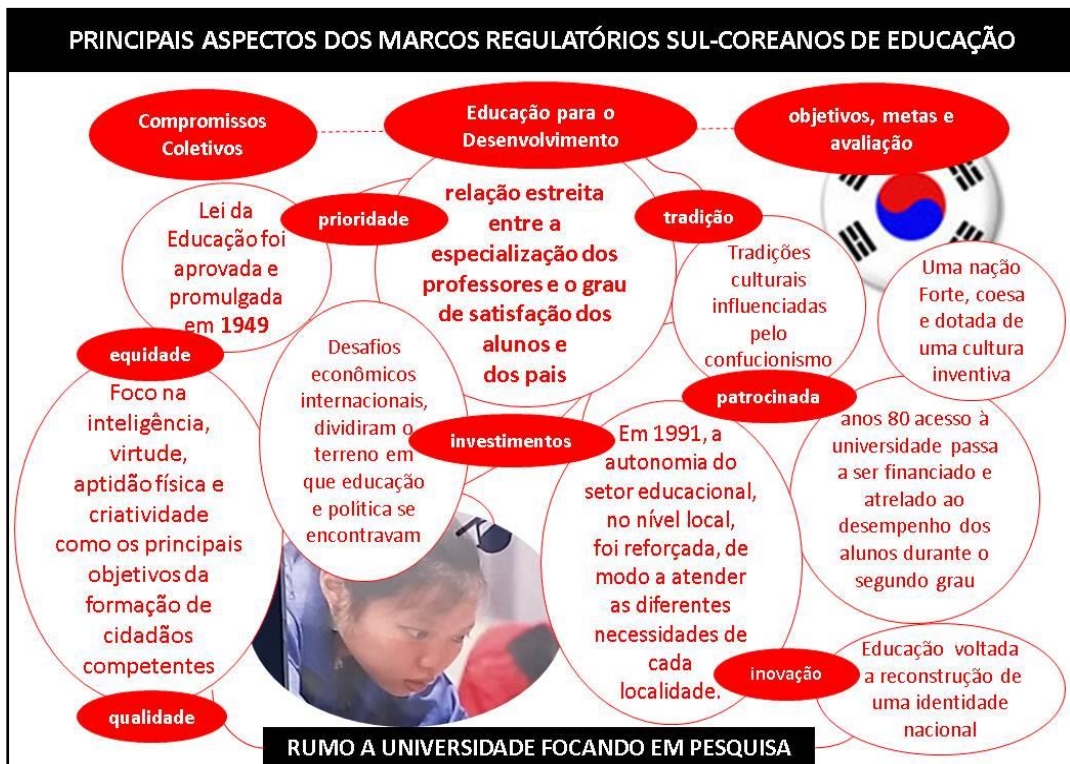 PRINCIPAIS ASPECTOS DOS MARCOS REGULATÓRIOS SUL-COREANOS DE EDUCAÇÃO
Compromissos
Coletivos
Educação para o
Desenvolvimento
objetivos, metas e
avaliação
prioridade
Lei da
Educação foi
aprovada e
promulgada
em 1949
relação estreita
entre a
especialização dos
professores e o grau
de satisfação dos
alunos e
dos pais
tradição
Tradições
culturais
influenciadas
pelo
confucionismo
Uma nação
Forte, coesa
e dotada de
uma cultura
inventiva
equidade
Foco na
inteligência,
virtude,
aptidão física e
criatividade
como os principais
objetivos da
formação de
cidadãos
competentes
Desafios
econômicos
internacionais,
dividiram o
terreno em
que educação
e política se
encontravam
investimentos
Em 1991, a
autonomia do
setor educacional,
no nível local,
foi reforçada, de
modo a atender
as diferentes
necessidades de
cada
localidade.
patrocinada
anos 80 acesso à
universidade passa
a ser financiado e
atrelado ao
desempenho dos
alunos durante o
segundo grau
inovação
Educação voltada
a reconstrução de
uma identidade
nacional
qualidade
RUMO A UNIVERSIDADE FOCANDO EM PESQUISA